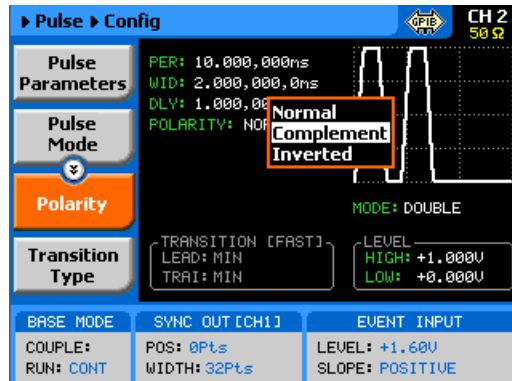 Pulse Config
GPIB
CH 2
50 Ω
Pulse
Parameters
Pulse
Mode
Polarity
Transition
Type
PER: 10.000,000ms
WID: 2.000,000,0ms
DLY: 1.000,00
POLARITY: NOR
Normal
Complement
Inverted
MODE: DOUBLE
TRANSITION [FAST]
LEAD: MIN
TRAI: MIN
LEVEL
HIGH: +1.000V
LOW: +0.000V
BASE MODE
COUPLE:
RUN: CONT
SYNC OUT [CH1]
POS: 0Pts
WIDTH: 32Pts
EVENT INPUT
LEVEL: +1.60V
SLOPE: POSITIVE